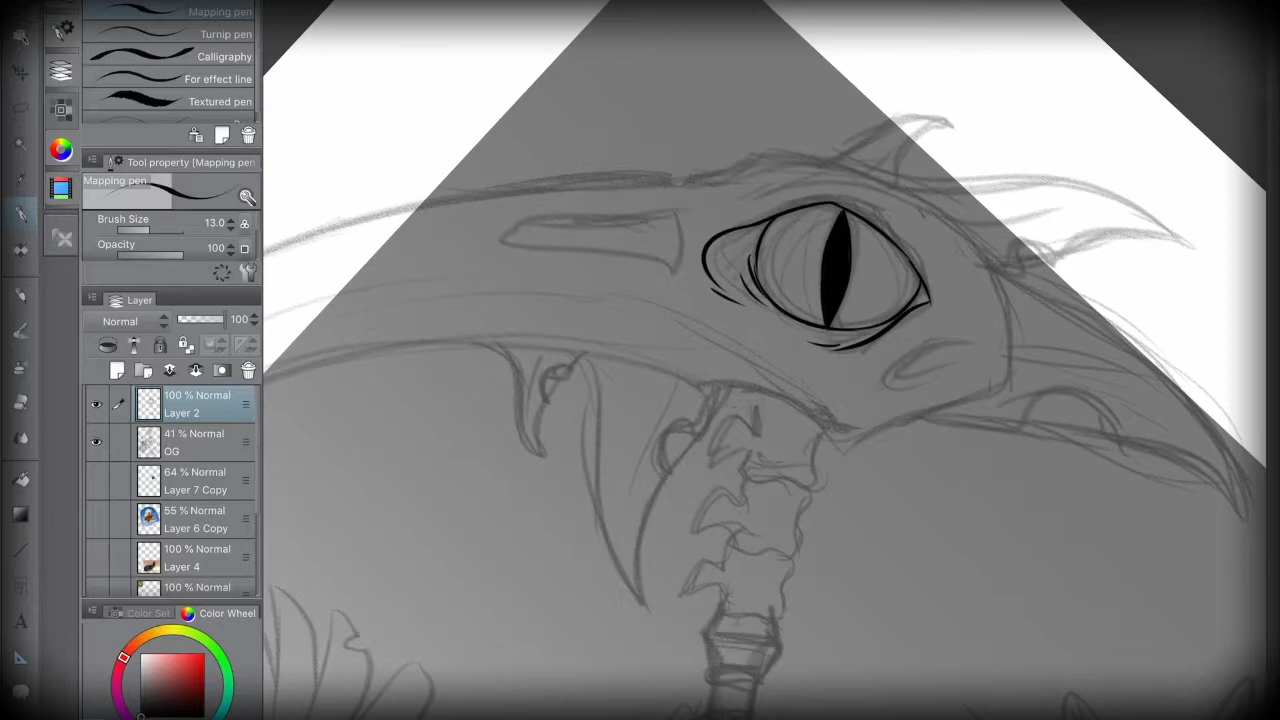 Mapping pen
Turnip pen
Calligraphy
For effect line
Textured pen
Tool property [Mapping pen
Mapping pen
Brush Size
13.0
Opacity
100
Layer
Normal
100
100 % Normal
Layer 2
41 % Normal
OG
64 % Normal
Layer 7 Copy
55 % Normal
Layer 6 Copy
100 % Normal
Layer 4
100 % Normal
Color Set
Color Wheel